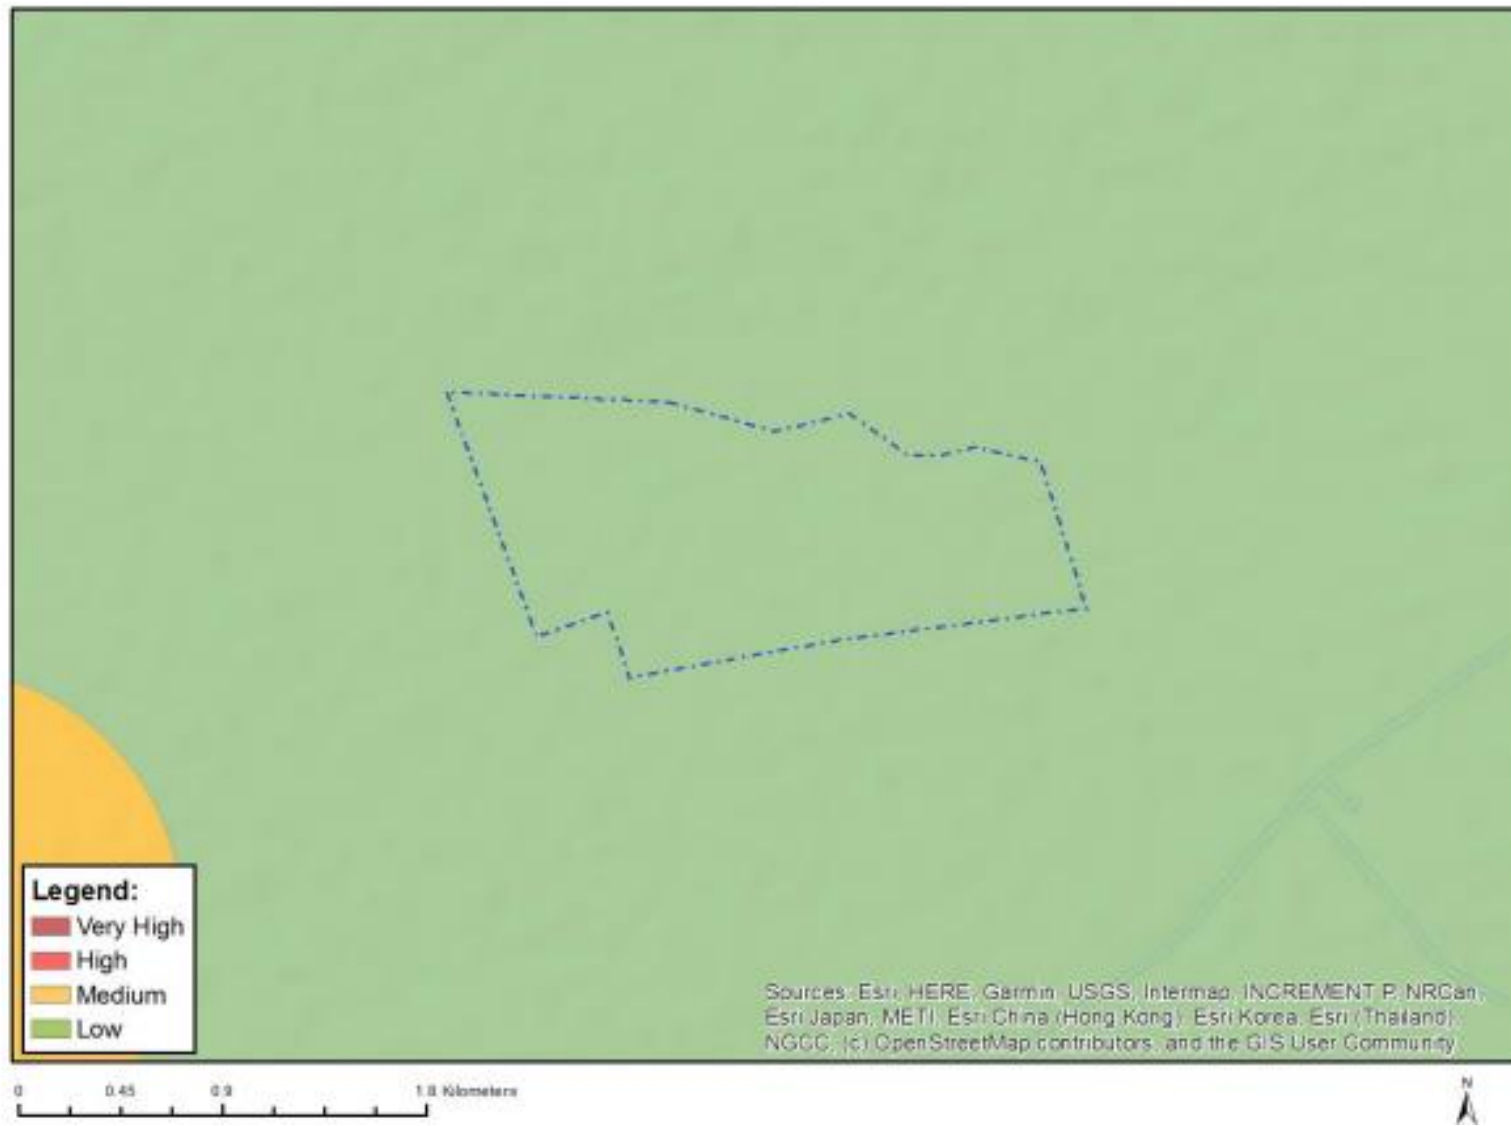 Legend:
Very High
High
Medium
Low
Sources: Esri, HERE, Garmin, USGS, Intermap, INCREMENT P, NRCan,
Esri Japan, METI, Esri China (Hong Kong), Esri Korea, Esri (Thailand),
NGCC, (c) OpenStreetMap contributors, and the GIS User Community
0 0.45 0.9 1.8 Kilometers
N